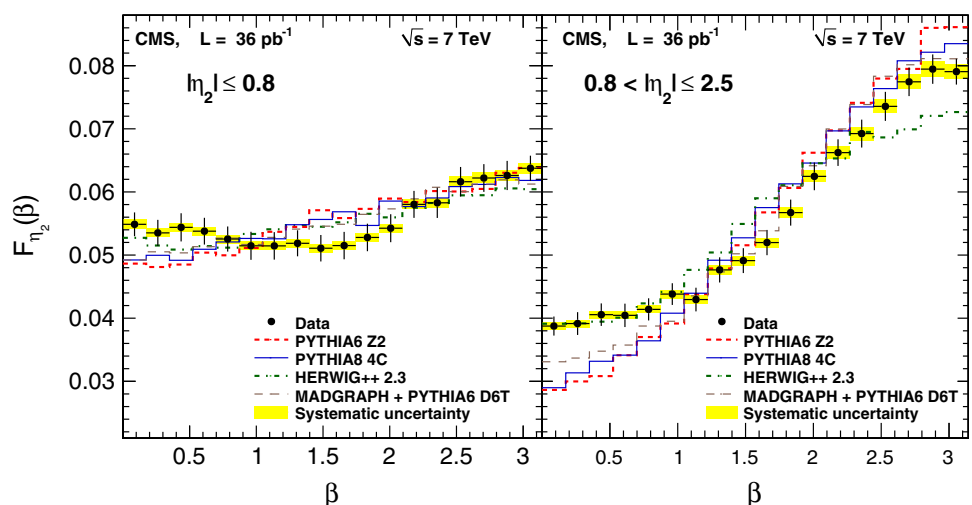 CMS, L = 36 pb⁻¹ √s = 7 TeV
|η₂| ≤ 0.8
Data
PYTHIA6 Z2
PYTHIA8 4C
HERWIG++ 2.3
MADGRAPH + PYTHIA6 D6T
Systematic uncertainty
F_η₂(β)
0.08
0.07
0.06
0.05
0.04
0.03
0.5 1 1.5 2 2.5 3
β
CMS, L = 36 pb⁻¹ √s = 7 TeV
0.8 < |η₂| ≤ 2.5
Data
PYTHIA6 Z2
PYTHIA8 4C
HERWIG++ 2.3
MADGRAPH + PYTHIA6 D6T
Systematic uncertainty
0.5 1 1.5 2 2.5 3
β